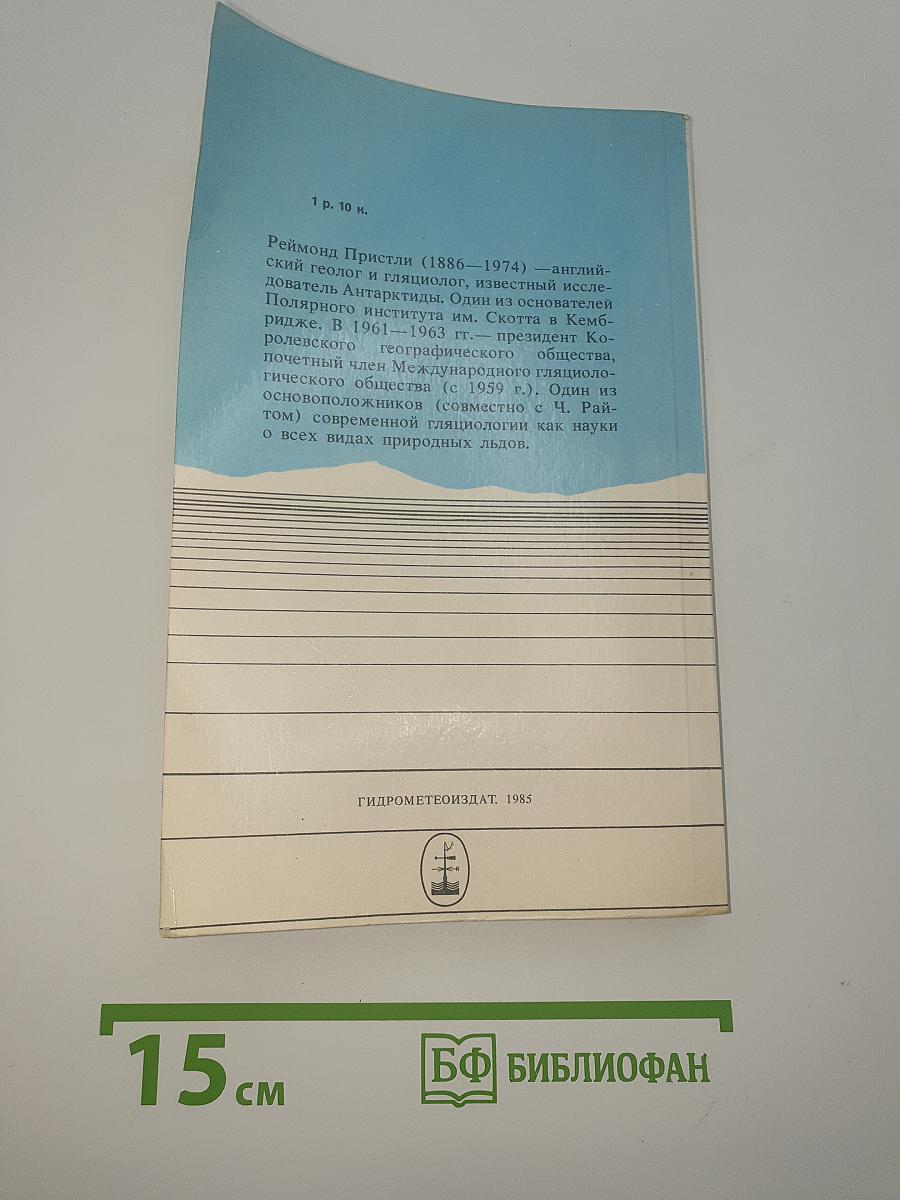 1 р. 10 к.
Реймонд Пристли (1886—1974) —англий-
ский геолог и гляциолог, известный иссле-
дователь Антарктиды. Один из основателей
Полярного института им. Скотта в Кемб-
ридже. В 1961—1963 гг.— президент Ко-
ролевского географического общества,
почетный член Международного гляциоло-
гического общества (с 1959 г.). Один из
основоположников (совместно с Ч. Рай-
том) современной гляциологии как науки
о всех видах природных льдов.
ГИДРОМЕТЕОИЗДАТ. 1985
15 см
БФ БИБЛИОФАН